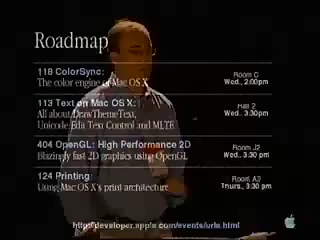 Roadmap
118 ColorSync:
The color engine of Mac OS X
Room C
Wed., 2:00pm
113 Text on Mac OS X:
All about DrawThemeText,
Unicode Edit Text Control and MLTE
Hall 2
Wed., 3:30 pm
404 OpenGL: High Performance 2D
Blazingly fast 2D graphics using OpenGL
Room J2
Wed., 3:30 pm
124 Printing:
Using Mac OS X's print architecture
Room A2
Thurs., 3:30 pm
http://developer.apple.com/events/urls.html